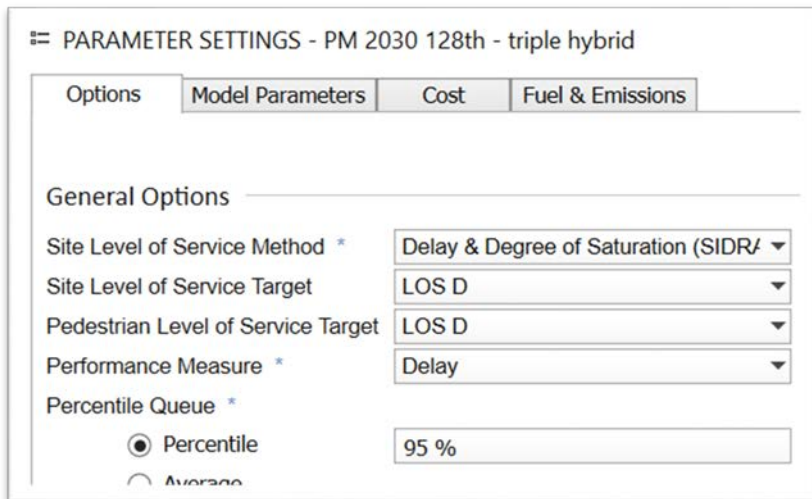 PARAMETER SETTINGS - PM 2030 128th - triple hybrid
Options Model Parameters Cost Fuel & Emissions
General Options
Site Level of Service Method * Delay & Degree of Saturation (SIDRA
Site Level of Service Target LOS D
Pedestrian Level of Service Target LOS D
Performance Measure * Delay
Percentile Queue *
Percentile 95 %
Average